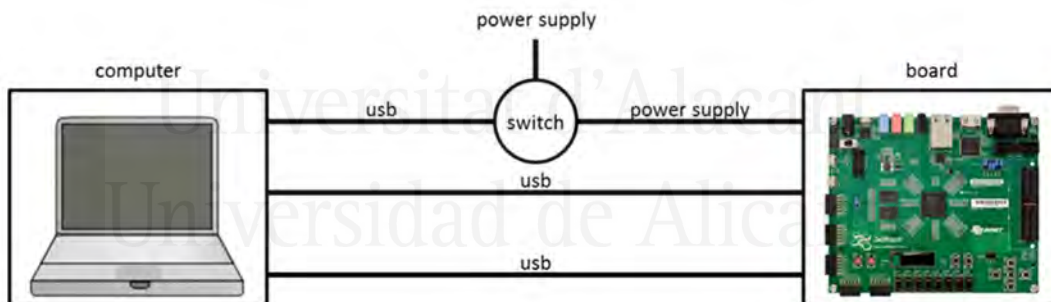 power supply
computer
board
usb
switch
power supply
usb
usb
Universitat d'Alacant
Universidad de Alicante